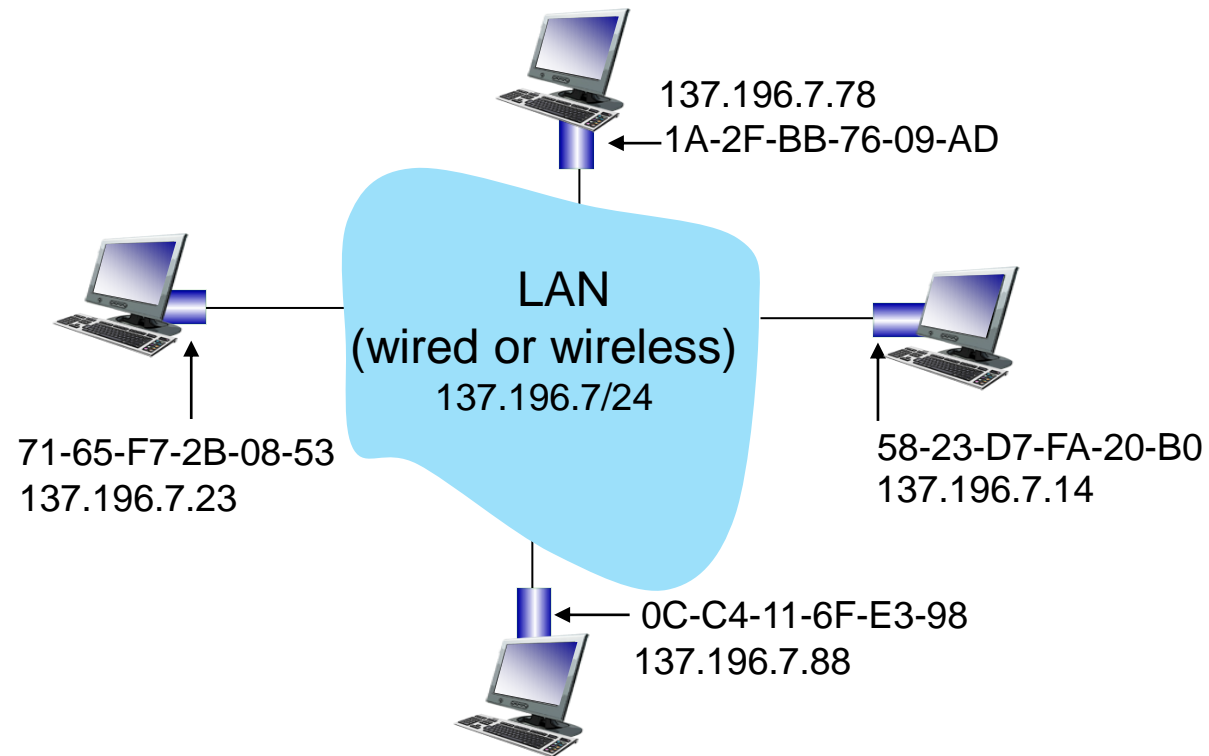 137.196.7.78
1A-2F-BB-76-09-AD
LAN
(wired or wireless)
137.196.7/24
71-65-F7-2B-08-53
137.196.7.23
58-23-D7-FA-20-B0
137.196.7.14
0C-C4-11-6F-E3-98
137.196.7.88